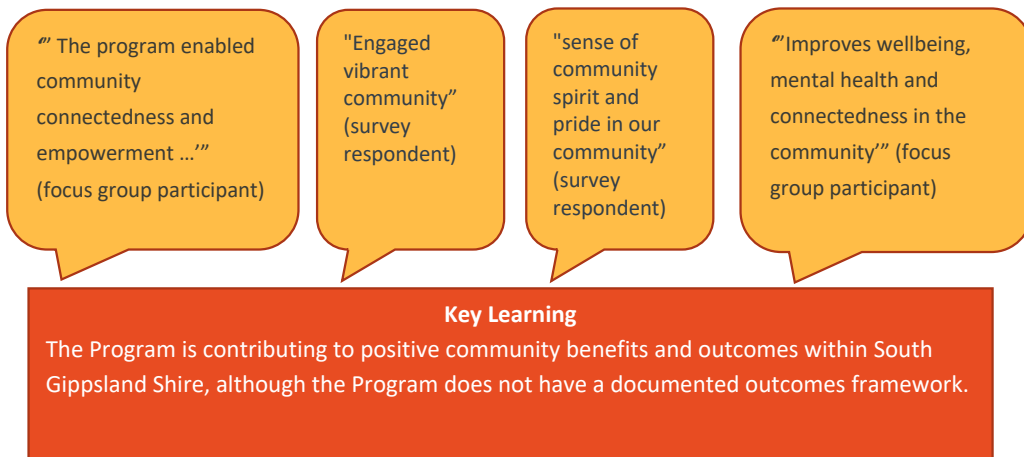 “” The program enabled
community
connectedness and
empowerment …’”
(focus group participant)
"Engaged
vibrant
community”
(survey
respondent)
"sense of
community
spirit and
pride in our
community”
(survey
respondent)
“”Improves wellbeing,
mental health and
connectedness in the
community’” (focus
group participant)
Key Learning
The Program is contributing to positive community benefits and outcomes within South
Gippsland Shire, although the Program does not have a documented outcomes framework.